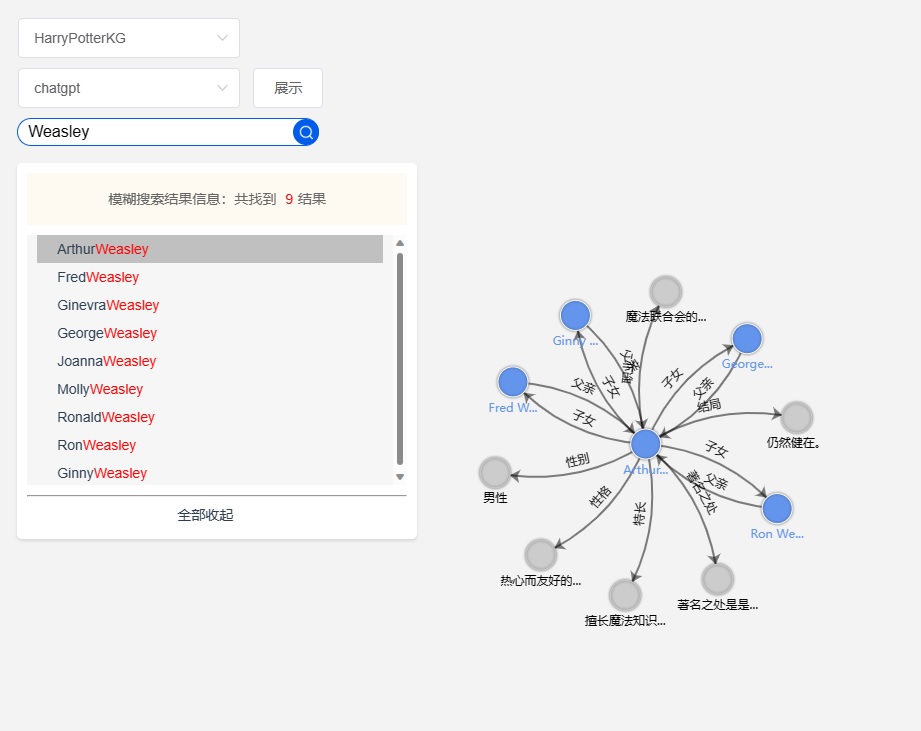 HarryPotterKG
chatgpt
展示
Weasley
模糊搜索结果信息：共找到 9 结果
ArthurWeasley
FredWeasley
GinevraWeasley
GeorgeWeasley
JoannaWeasley
MollyWeasley
RonaldWeasley
RonWeasley
GinnyWeasley
全部收起
魔法联合会的...
Ginny ...
George...
Fred W...
Arthur...
仍然健在。
男性
Ron We...
热心而友好的...
著名之处是是...
擅长魔法知识...
父亲
职务
子女
子女
父亲
结局
父亲
子女
子女
父亲
著名之处
性别
性格
特长